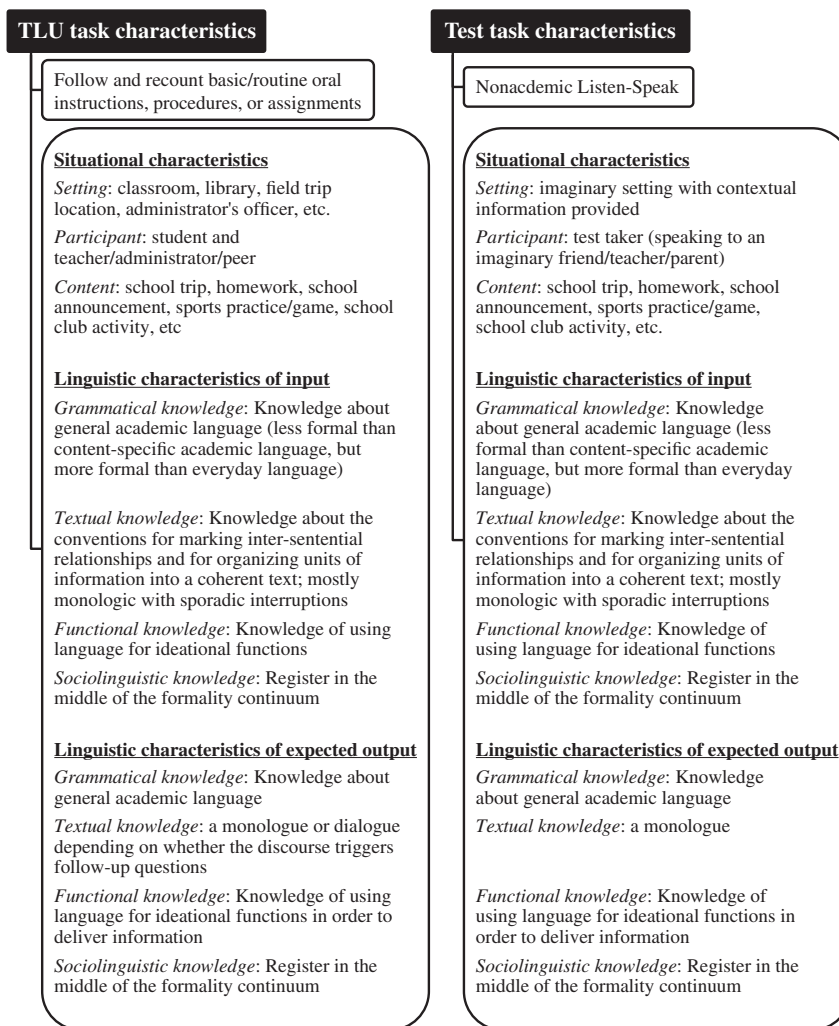 TLU task characteristics
Follow and recount basic/routine oral
instructions, procedures, or assignments
Situational characteristics
Setting: classroom, library, field trip
location, administrator's officer, etc.
Participant: student and
teacher/administrator/peer
Content: school trip, homework, school
announcement, sports practice/game, school
club activity, etc
Linguistic characteristics of input
Grammatical knowledge: Knowledge about
general academic language (less formal than
content-specific academic language, but
more formal than everyday language)
Textual knowledge: Knowledge about the
conventions for marking inter-sentential
relationships and for organizing units of
information into a coherent text; mostly
monologic with sporadic interruptions
Functional knowledge: Knowledge of using
language for ideational functions
Sociolinguistic knowledge: Register in the
middle of the formality continuum
Linguistic characteristics of expected output
Grammatical knowledge: Knowledge about
general academic language
Textual knowledge: a monologue or dialogue
depending on whether the discourse triggers
follow-up questions
Functional knowledge: Knowledge of using
language for ideational functions in order to
deliver information
Sociolinguistic knowledge: Register in the
middle of the formality continuum
Test task characteristics
Nonacdemic Listen-Speak
Situational characteristics
Setting: imaginary setting with contextual
information provided
Participant: test taker (speaking to an
imaginary friend/teacher/parent)
Content: school trip, homework, school
announcement, sports practice/game,
school club activity, etc.
Linguistic characteristics of input
Grammatical knowledge: Knowledge
about general academic language (less
formal than content-specific academic
language, but more formal than everyday
language)
Textual knowledge: Knowledge about the
conventions for marking inter-sentential
relationships and for organizing units of
information into a coherent text; mostly
monologic with sporadic interruptions
Functional knowledge: Knowledge of
using language for ideational functions
Sociolinguistic knowledge: Register in the
middle of the formality continuum
Linguistic characteristics of expected output
Grammatical knowledge: Knowledge
about general academic language
Textual knowledge: a monologue
Functional knowledge: Knowledge of
using language for ideational functions in
order to deliver information
Sociolinguistic knowledge: Register in the
middle of the formality continuum